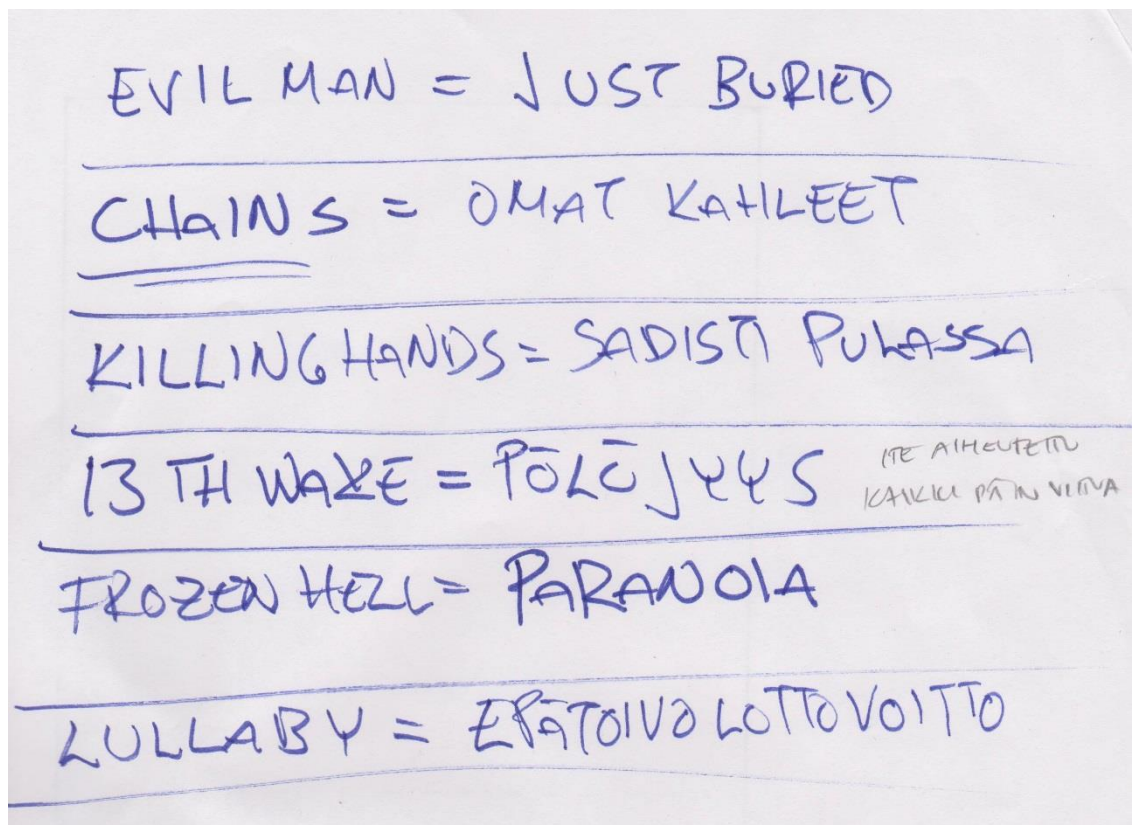 EVIL MAN = JUST BURIED
CHAINS = OMAT KAHLEET
KILLING HANDS = SADISTI PULASSA
13 TH WAKE = PÖLÖJYYS
ITE AIHEUTETTU
KAIKKI PÄIN
FROZEN HELL = PARANOIA
LULLABY = EPÄTOIVO LOTTOVOITTO